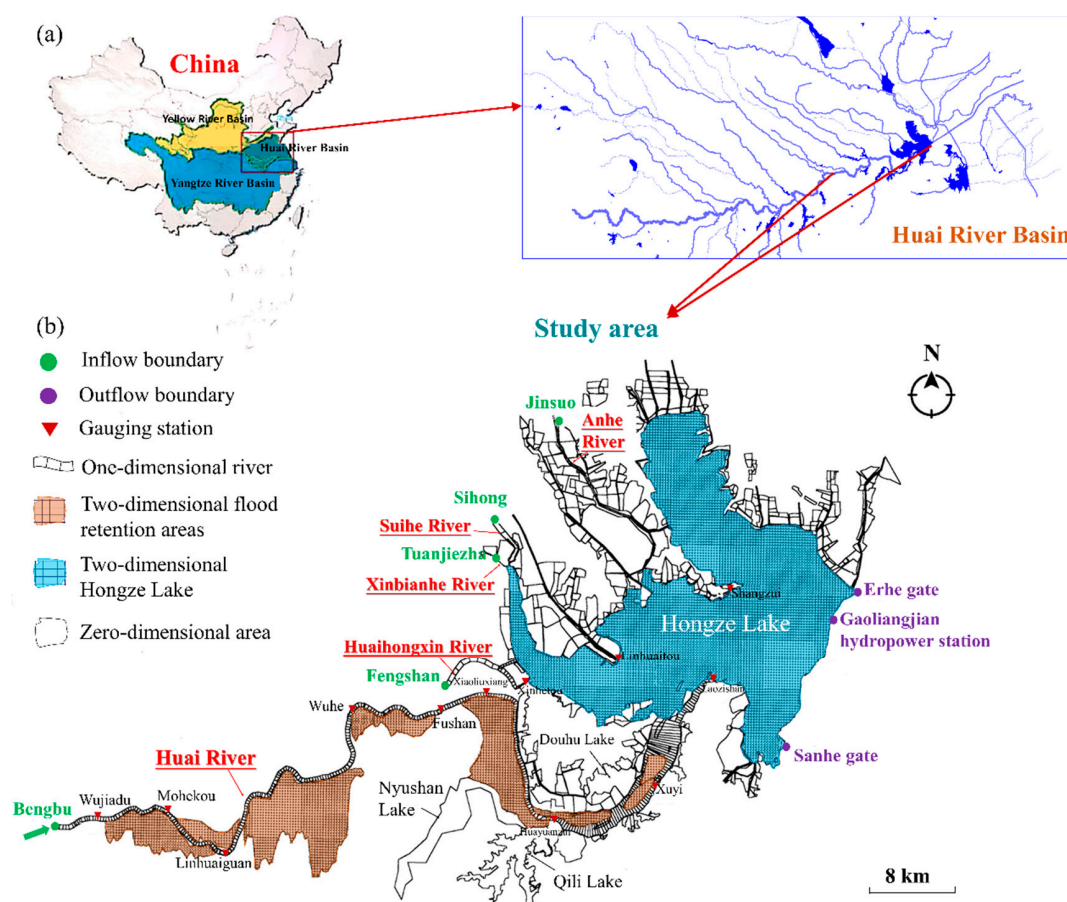 (a)
China
Yellow River Basin
Huai River Basin
Yangtze River Basin
Huai River Basin
Study area
(b)
Inflow boundary
Outflow boundary
Gauging station
One-dimensional river
Two-dimensional flood
retention areas
Two-dimensional
Hongze Lake
Zero-dimensional area
N
Jinsuo
Anhe
River
Sihong
Suihe River
Tuanjiezha
Xinbianhe River
Shangzui
Erhe gate
Gaoliangjian
hydropower station
Hongze Lake
Huaihongxin River
Linhuaitou
Xiaoliuxiang
Fengshan
Laozishan
Wuhe
Fushan
Douhu Lake
Sanhe gate
Huai River
Nyushan
Lake
Xuyi
Bengbu
Wujiadu
Mohekou
Linhuaiguan
Qili Lake
8 km